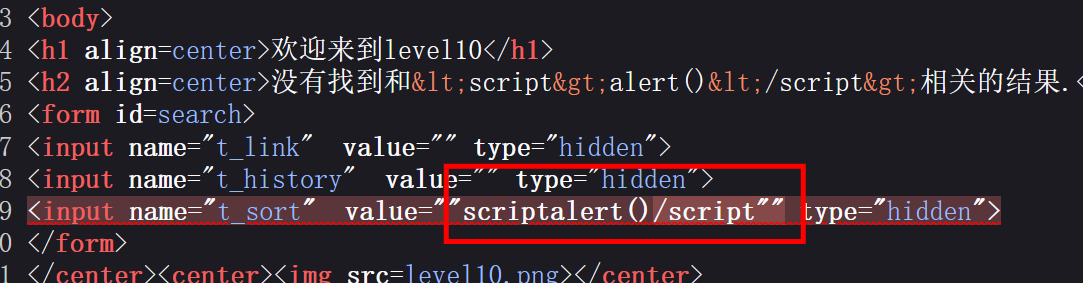 3 <body>
4 <h1 align=center>欢迎来到level10</h1>
5 <h2 align=center>没有找到和&lt;script&gt;alert()&lt;/script&gt;相关的结果.<
6 <form id=search>
7 <input name="t_link"  value="" type="hidden">
8 <input name="t_history"  value="" type="hidden">
9 <input name="t_sort"  value=""scriptalert()/script"" type="hidden">
0 </form>
1 </center><center><img src=level10.png></center>